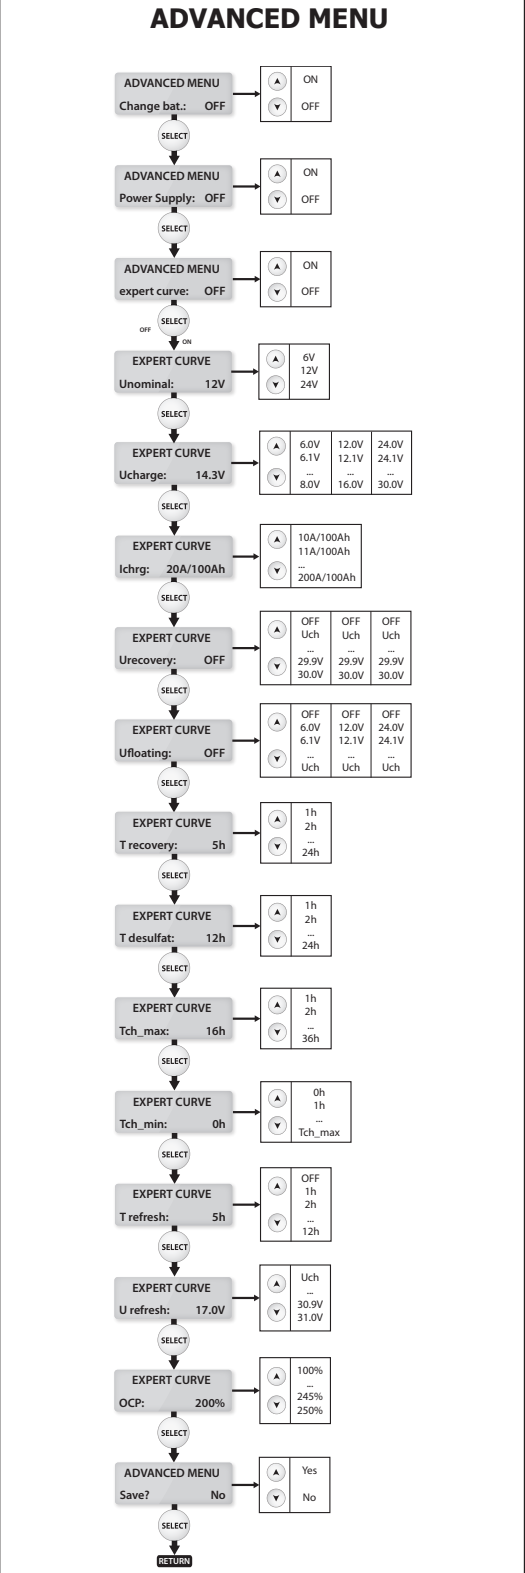 ADVANCED MENU
ADVANCED MENU
Change bat.: OFF
ON
OFF
SELECT
ADVANCED MENU
Power Supply: OFF
ON
OFF
SELECT
ADVANCED MENU
expert curve: OFF
ON
OFF
SELECT
OFF
ON
EXPERT CURVE
Unominal: 12V
6V
12V
24V
SELECT
EXPERT CURVE
Ucharge: 14.3V
6.0V 12.0V 24.0V
6.1V 12.1V 24.1V
... ... ...
8.0V 16.0V 30.0V
SELECT
EXPERT CURVE
Ichrg: 20A/100Ah
10A/100Ah
11A/100Ah
...
200A/100Ah
SELECT
EXPERT CURVE
Urecovery: OFF
OFF OFF OFF
Uch Uch Uch
... ... ...
29.9V 29.9V 29.9V
30.0V 30.0V 30.0V
SELECT
EXPERT CURVE
Ufloating: OFF
OFF OFF OFF
6.0V 12.0V 24.0V
6.1V 12.1V 24.1V
... ... ...
Uch Uch Uch
SELECT
EXPERT CURVE
T recovery: 5h
1h
2h
...
24h
SELECT
EXPERT CURVE
T desulfat: 12h
1h
2h
...
24h
SELECT
EXPERT CURVE
Tch_max: 16h
1h
2h
...
36h
SELECT
EXPERT CURVE
Tch_min: 0h
0h
1h
...
Tch_max
SELECT
EXPERT CURVE
T refresh: 5h
OFF
1h
2h
...
12h
SELECT
EXPERT CURVE
U refresh: 17.0V
Uch
...
30.9V
31.0V
SELECT
EXPERT CURVE
OCP: 200%
100%
...
245%
250%
SELECT
ADVANCED MENU
Save? No
Yes
No
SELECT
RETURN